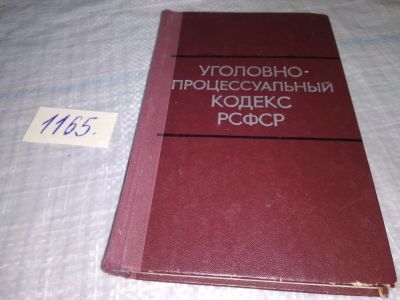 1165.
УГОЛОВНО-
ПРОЦЕССУАЛЬНЫЙ
КОДЕКС
РСФСР